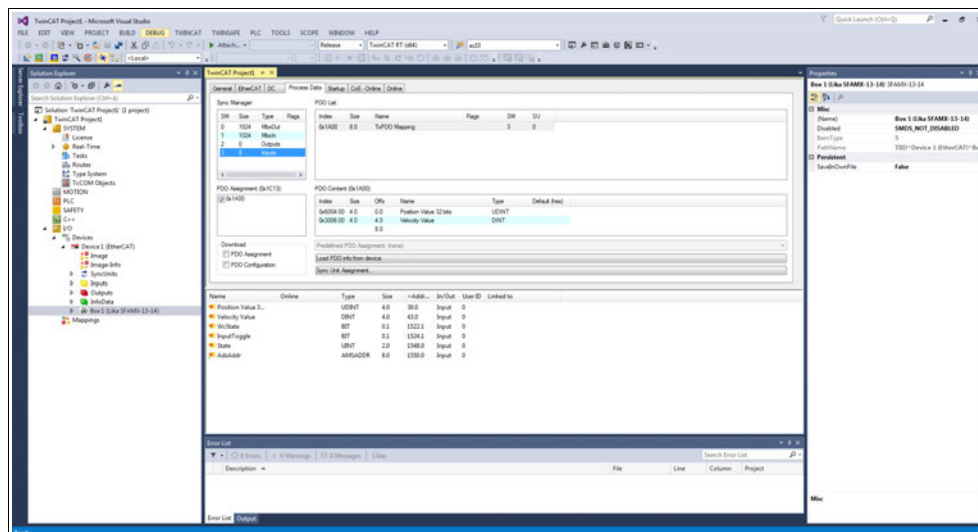 TwinCAT Project1 - Microsoft Visual Studio
Quick Launch (Ctrl+Q)
FILE EDIT VIEW PROJECT BUILD DEBUG TWINCAT TWINSAFE PLC TOOLS SCOPE WINDOW HELP
Attach... Release TwinCAT RT (x64)
<Local>
Server Explorer
Toolbox
Solution Explorer
Search Solution Explorer (Ctrl+è)
Solution 'TwinCAT Project1' (1 project)
TwinCAT Project1
SYSTEM
License
Real-Time
Tasks
Routes
Type System
TcCOM Objects
MOTION
PLC
SAFETY
C++
I/O
Devices
Device 1 (EtherCAT)
Image
Image-Info
SyncUnits
Inputs
Outputs
InfoData
Box 1 (Lika SFAMX-13-14)
Mappings
TwinCAT Project1
General EtherCAT DC Process Data Startup CoE - Online Online
Sync Manager:
SM Size Type Flags
0 1024 MbxOut
1 1024 MbxIn
2 0 Outputs
3 8 Inputs
PDO List:
Index Size Name Flags SM SU
0x1A00 8.0 TxPDO Mapping 3 0
PDO Assignment (0x1C13):
0x1A00
PDO Content (0x1A00):
Index Size Offs Name Type Default (hex)
0x6004:00 4.0 0.0 Position Value 32 bits UDINT
0x3006:00 4.0 4.0 Velocity Value DINT
8.0
Download
PDO Assignment
PDO Configuration
Predefined PDO Assignment: (none)
Load PDO info from device
Sync Unit Assignment...
Name Online Type Size >Addr... In/Out User ID Linked to
Position Value 3... UDINT 4.0 39.0 Input 0
Velocity Value DINT 4.0 43.0 Input 0
WcState BIT 0.1 1522.1 Input 0
InputToggle BIT 0.1 1524.1 Input 0
State UINT 2.0 1548.0 Input 0
AdsAddr AMSADDR 8.0 1550.0 Input 0
Error List
0 Errors 0 Warnings 0 Messages Clear
Search Error List
Description File Line Column Project
Error List Output
Properties
Box 1 (Lika SFAMX-13-14) SFAMX-13-14
Misc
(Name) Box 1 (Lika SFAMX-13-14)
Disabled SMDS_NOT_DISABLED
ItemType 5
PathName TIID^Device 1 (EtherCAT)^Bo
Persistent
SaveInOwnFile False
Misc